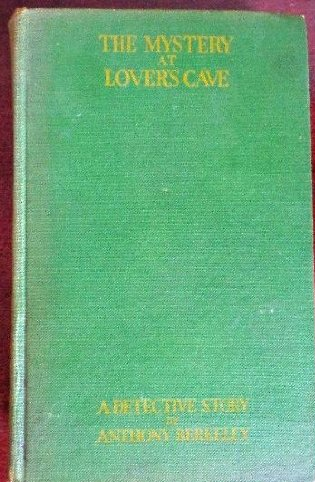 THE MYSTERY
AT
LOVER'S CAVE
A DETECTIVE STORY
BY
ANTHONY BERKELEY